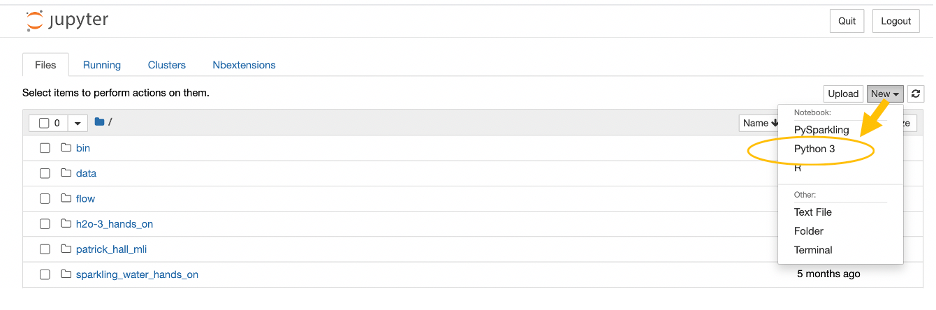 jupyter
Quit Logout
Files Running Clusters Nbextensions
Select items to perform actions on them.
Upload New
0 / Name
Notebook:
bin
PySparkling
Python 3
data
R
flow
Other:
h2o-3_hands_on
Text File
Folder
patrick_hall_mli
Terminal
sparkling_water_hands_on 5 months ago